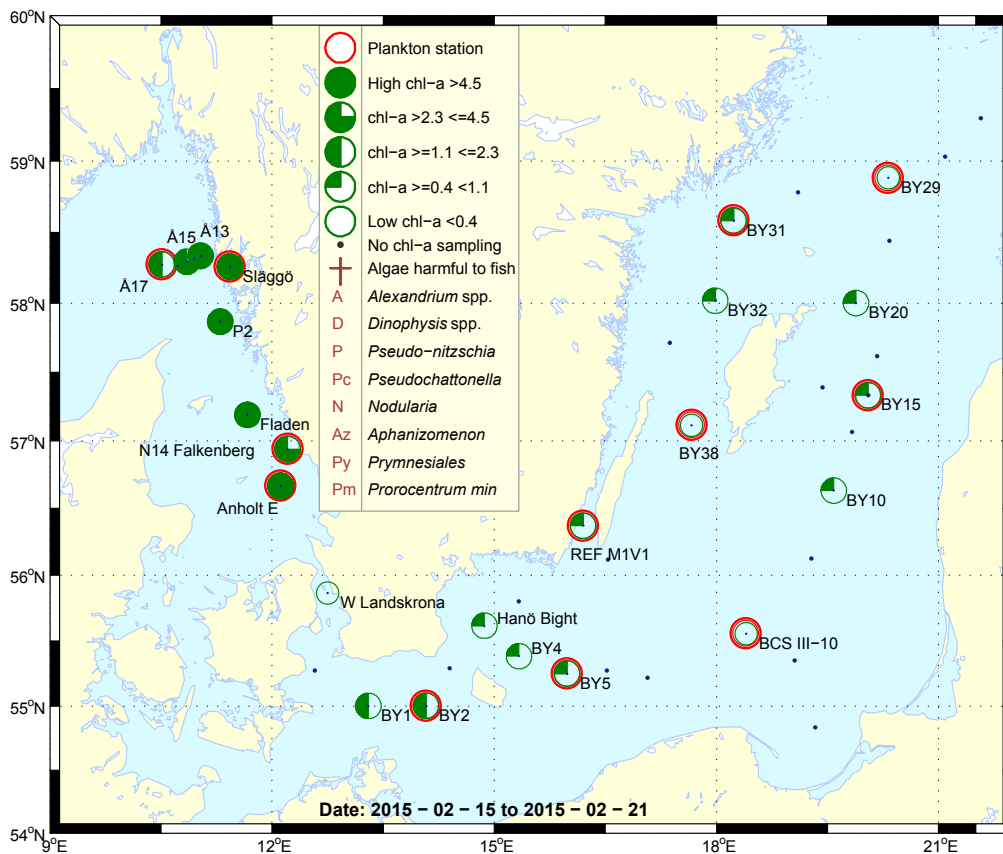 60°N
59°N
58°N
57°N
56°N
55°N
54°N
9°E
12°E
15°E
18°E
21°E
Plankton station
High chl−a >4.5
chl−a >2.3 <=4.5
chl−a >=1.1 <=2.3
chl−a >=0.4 <1.1
Low chl−a <0.4
No chl−a sampling
Algae harmful to fish
A Alexandrium spp.
D Dinophysis spp.
P Pseudo−nitzschia
Pc Pseudochattonella
N Nodularia
Az Aphanizomenon
Py Prymnesiales
Pm Prorocentrum min
BY29
BY31
Å13
Å15
Släggö
Å17
BY32
BY20
P2
BY15
Fladen
N14 Falkenberg
BY38
BY10
Anholt E
REF M1V1
W Landskrona
Hanö Bight
BCS III−10
BY4
BY5
BY1
BY2
Date: 2015 − 02 − 15 to 2015 − 02 − 21